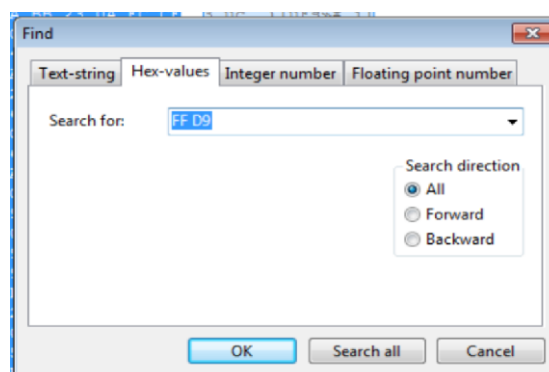 Find
Text-string Hex-values Integer number Floating point number
Search for: FF D9
Search direction
All
Forward
Backward
OK Search all Cancel